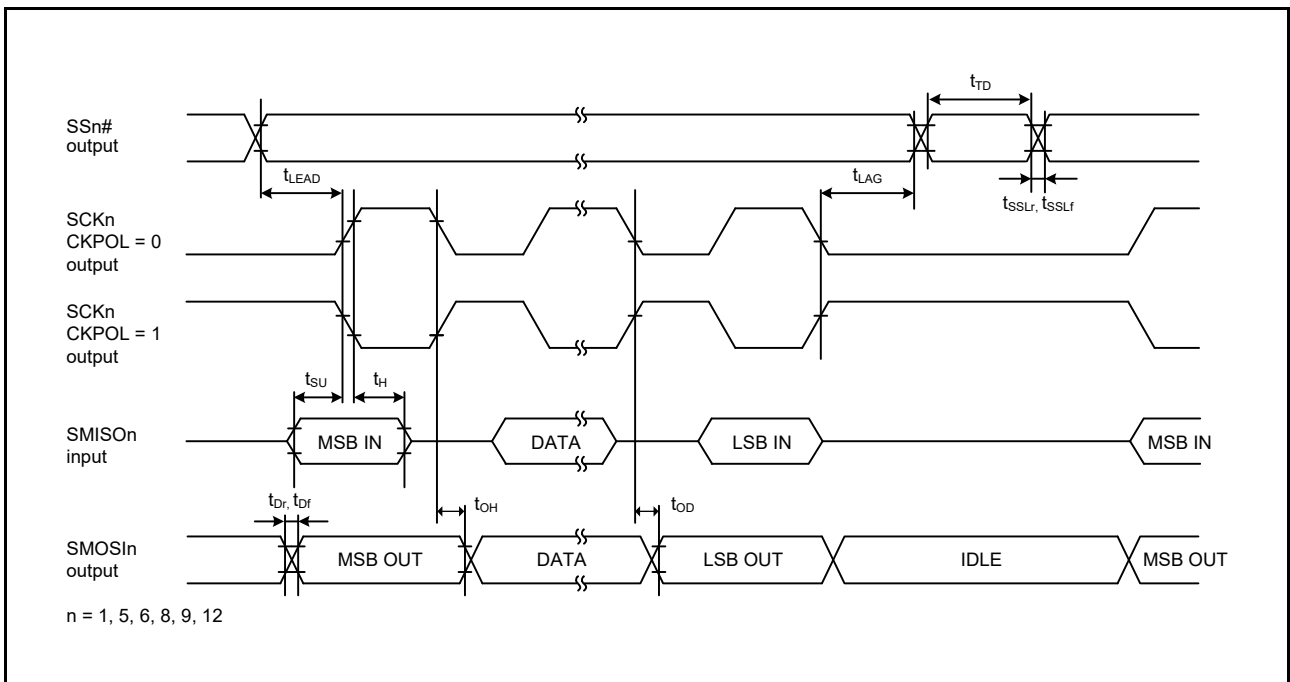 tTD
SSn#
output
tLEAD
tLAG
tSSLr, tSSLf
SCKn
CKPOL = 0
output
SCKn
CKPOL = 1
output
tSU
tH
SMISOn
input
MSB IN
DATA
LSB IN
MSB IN
tDr, tDf
tOH
tOD
SMOSIn
output
MSB OUT
DATA
LSB OUT
IDLE
MSB OUT
n = 1, 5, 6, 8, 9, 12